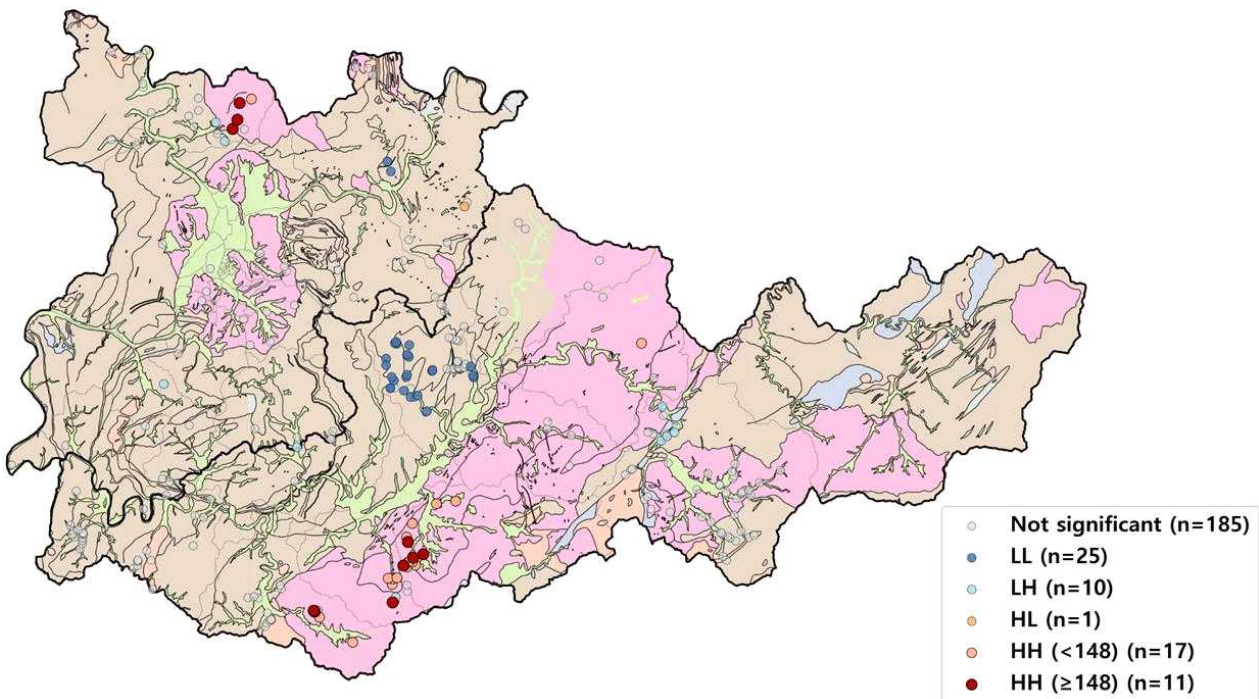 Not significant (n=185)
LL (n=25)
LH (n=10)
HL (n=1)
HH (<148) (n=17)
HH (≥148) (n=11)